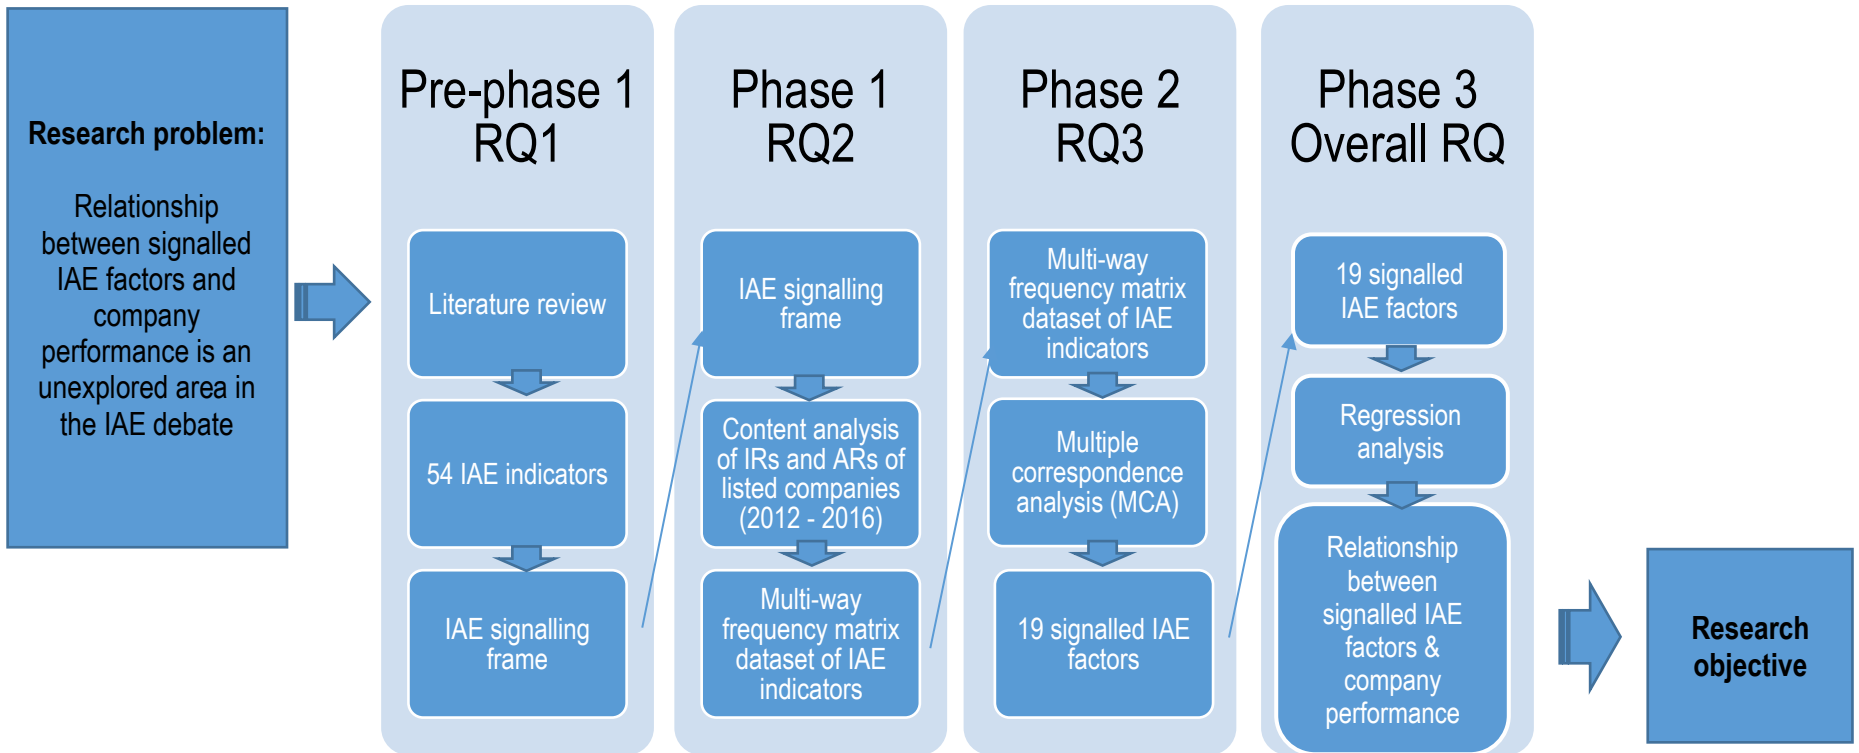 Research problem:
Relationship
between signalled
IAE factors and
company
performance is an
unexplored area in
the IAE debate
Pre-phase 1
RQ1
Literature review
54 IAE indicators
IAE signalling
frame
Phase 1
RQ2
IAE signalling
frame
Content analysis
of IRs and ARs of
listed companies
(2012 - 2016)
Multi-way
frequency matrix
dataset of IAE
indicators
Phase 2
RQ3
Multi-way
frequency matrix
dataset of IAE
indicators
Multiple
correspondence
analysis (MCA)
19 signalled IAE
factors
Phase 3
Overall RQ
19 signalled
IAE factors
Regression
analysis
Relationship
between
signalled IAE
factors &
company
performance
Research
objective